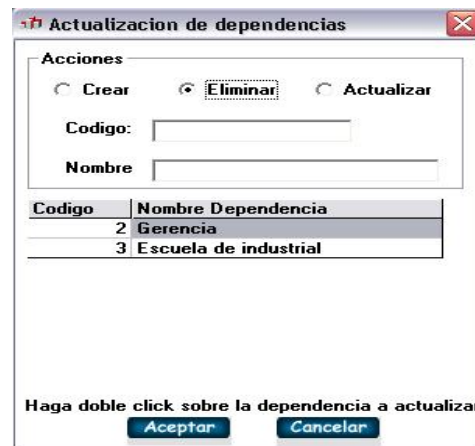 Actualizacion de dependencias
Acciones
Crear Eliminar Actualizar
Codigo:
Nombre
Codigo Nombre Dependencia
2 Gerencia
3 Escuela de industrial
Haga doble click sobre la dependencia a actualizar
Aceptar Cancelar